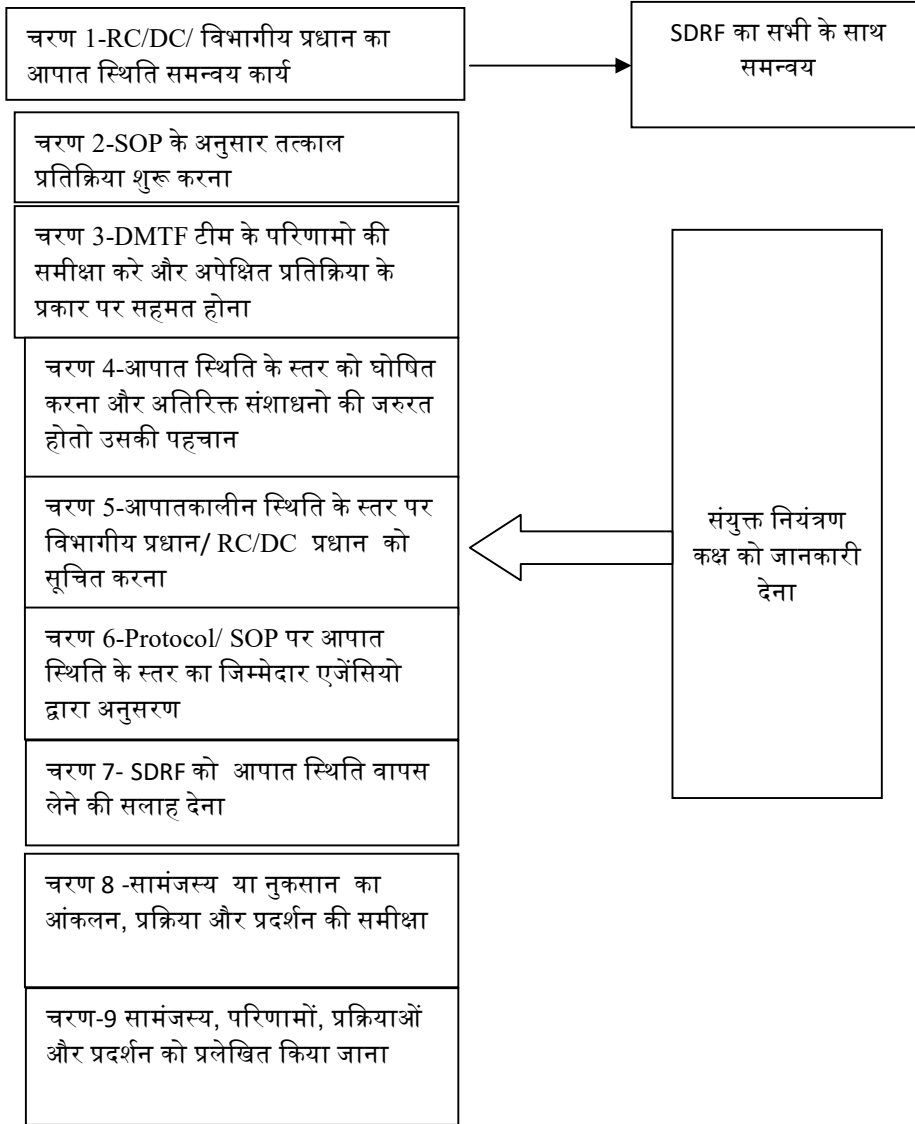 चरण 1-RC/DC/ विभागीय प्रधान का
आपात स्थिति समन्वय कार्य
SDRF का सभी के साथ
समन्वय
चरण 2-SOP के अनुसार तत्काल
प्रतिक्रिया शुरू करना
चरण 3-DMTF टीम के परिणामो की
समीक्षा करे और अपेक्षित प्रतिक्रिया के
प्रकार पर सहमत होना
चरण 4-आपात स्थिति के स्तर को घोषित
करना और अतिरिक्त संशाधनो की जरुरत
होतो उसकी पहचान
चरण 5-आपातकालीन स्थिति के स्तर पर
विभागीय प्रधान/ RC/DC प्रधान को
सूचित करना
संयुक्त नियंत्रण
कक्ष को जानकारी
देना
चरण 6-Protocol/ SOP पर आपात
स्थिति के स्तर का जिम्मेदार एजेंसियो
द्वारा अनुसरण
चरण 7- SDRF को आपात स्थिति वापस
लेने की सलाह देना
चरण 8 -सामंजस्य या नुकसान का
आंकलन, प्रक्रिया और प्रदर्शन की समीक्षा
चरण-9 सामंजस्य, परिणामों, प्रक्रियाओं
और प्रदर्शन को प्रलेखित किया जाना